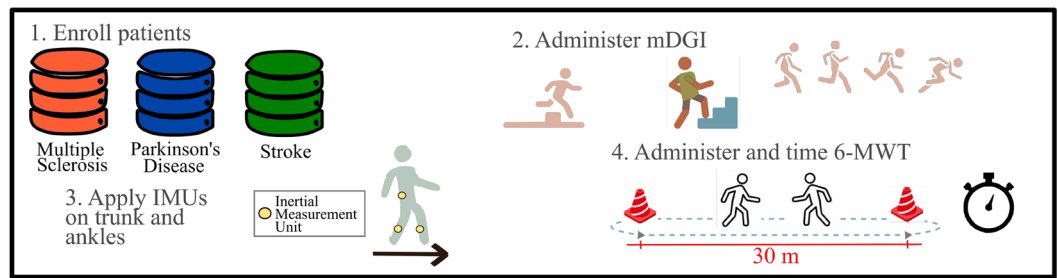 1. Enroll patients
Multiple
Sclerosis
Parkinson's
Disease
Stroke
2. Administer mDGI
3. Apply IMUs
on trunk and
ankles
Inertial
Measurement
Unit
4. Administer and time 6-MWT
30 m